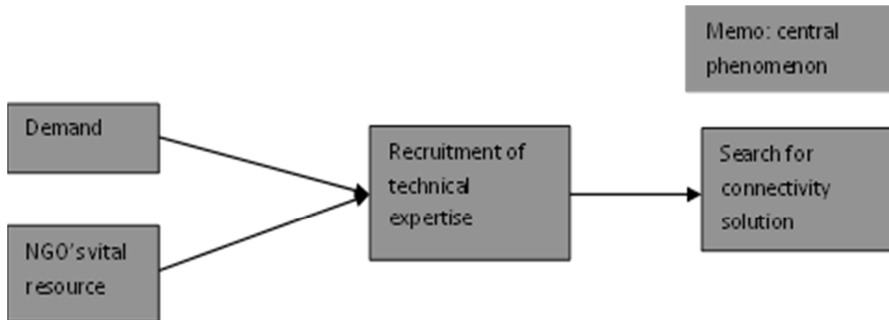 Memo: central
phenomenon
Demand
Recruitment of
technical
expertise
Search for
connectivity
solution
NGO's vital
resource